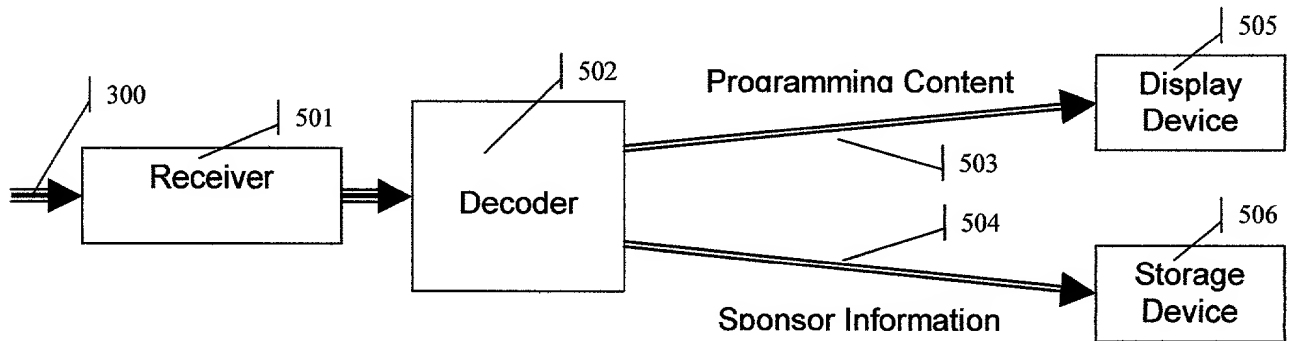 300
501
Receiver
502
Decoder
Programming Content
503
504
Sponsor Information
505
Display
Device
506
Storage
Device